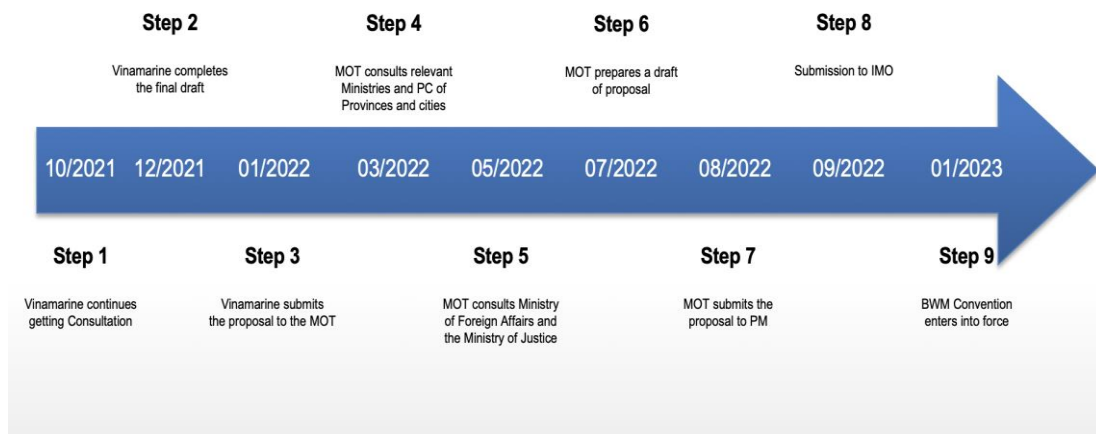 Step 2
Step 4
Step 6
Step 8
Vinamarine completes
the final draft
MOT consults relevant
Ministries and PC of
Provinces and cities
MOT prepares a draft
of proposal
Submission to IMO
10/2021
12/2021
01/2022
03/2022
05/2022
07/2022
08/2022
09/2022
01/2023
Step 1
Step 3
Step 5
Step 7
Step 9
Vinamarine continues
getting Consultation
Vinamarine submits
the proposal to the MOT
MOT consults Ministry
of Foreign Affairs and
the Ministry of Justice
MOT submits the
proposal to PM
BWM Convention
enters into force